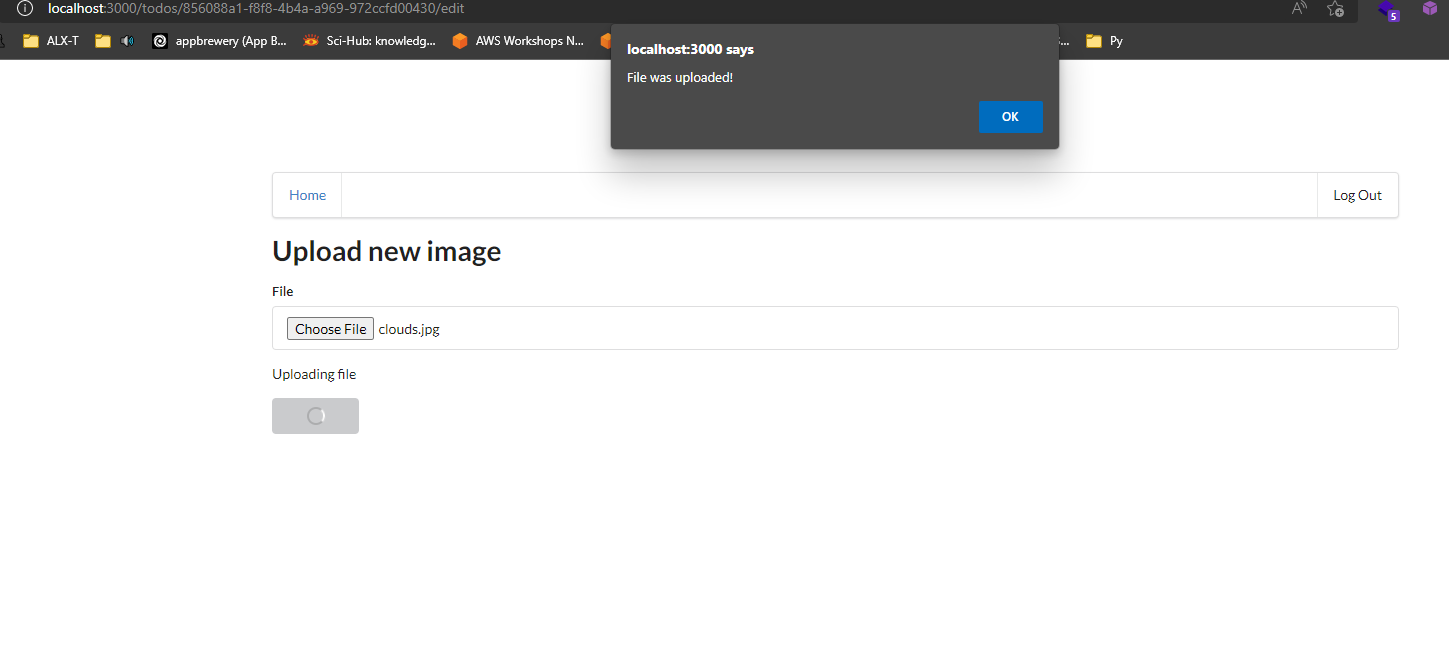 localhost:3000/todos/856088a1-f8f8-4b4a-a969-972ccfd00430/edit
ALX-T appbrewery (App B... Sci-Hub: knowledg... AWS Workshops N... Py
5
localhost:3000 says
File was uploaded!
OK
Home Log Out
Upload new image
File
Choose File clouds.jpg
Uploading file